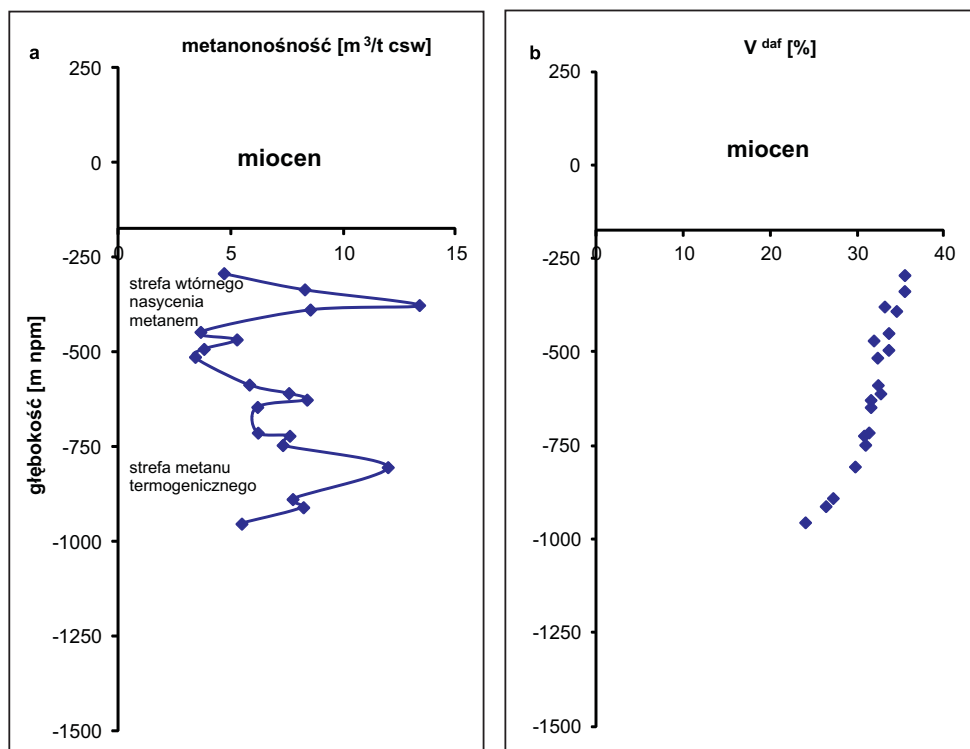 a
metanonośność [m³/t csw]
250
0
miocen
0 5 10 15
-250
strefa wtórnego
nasycenia
metanem
-500
głębokość [m npm]
-750
strefa metanu
termogenicznego
-1000
-1250
-1500
b
V daf [%]
250
0
miocen
0 10 20 30 40
-250
-500
-750
-1000
-1250
-1500